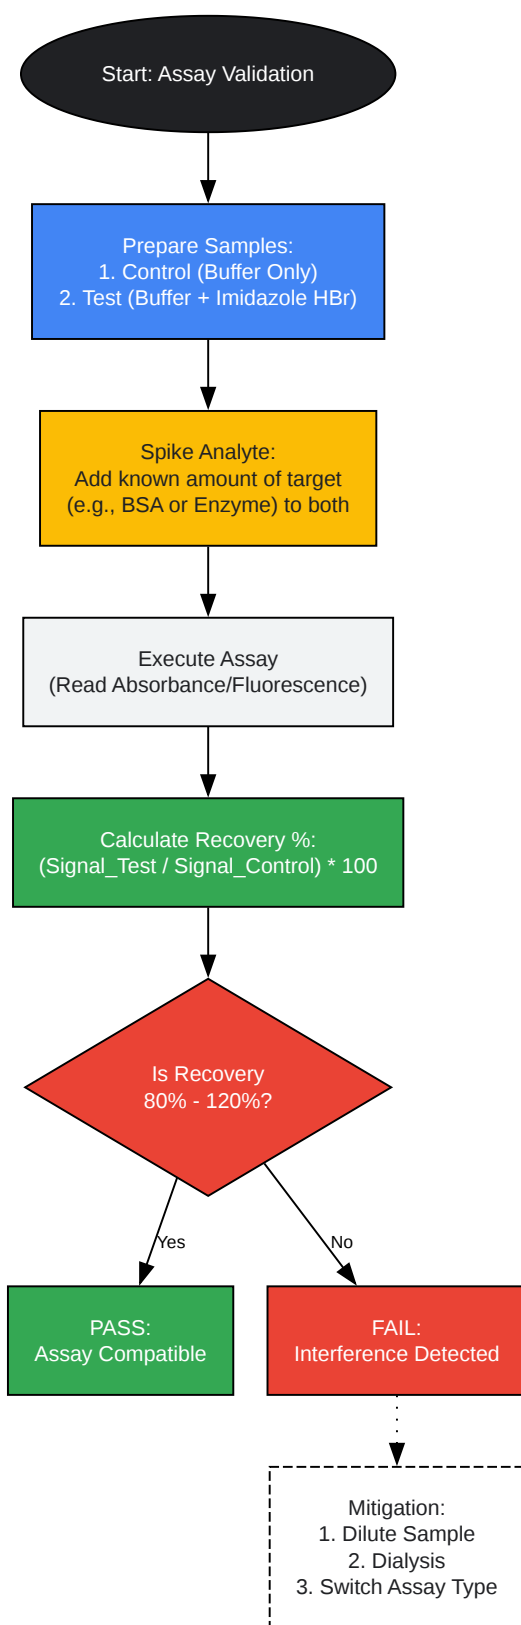 Start: Assay Validation
Prepare Samples:
1. Control (Buffer Only)
2. Test (Buffer + Imidazole HBr)
Spike Analyte:
Add known amount of target
(e.g., BSA or Enzyme) to both
Execute Assay
(Read Absorbance/Fluorescence)
Calculate Recovery %:
(Signal_Test / Signal_Control) * 100
Is Recovery
80% - 120%?
Yes
No
PASS:
Assay Compatible
FAIL:
Interference Detected
Mitigation:
1. Dilute Sample
2. Dialysis
3. Switch Assay Type